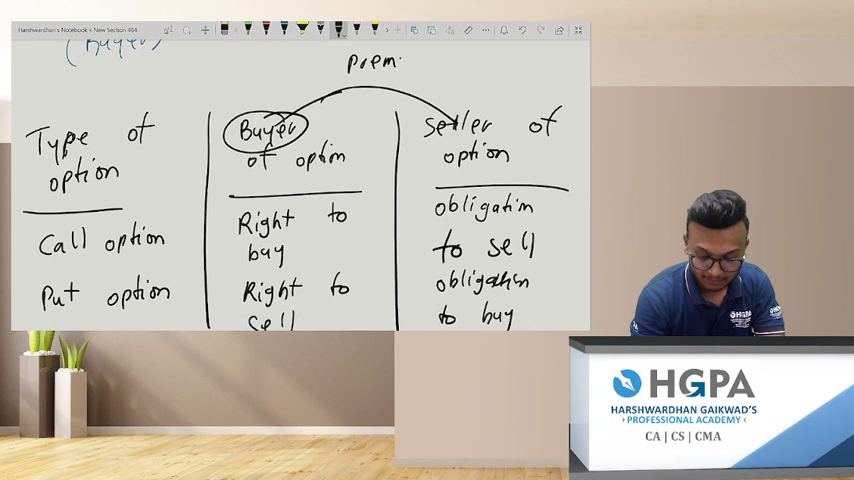 Harshwardhan's Notebook > New Section 464
(Buyer)
Prem.
Type of
option
Buyer
of option
Seller of
option
Call option
Right to
buy
obligation
to sell
Put option
Right to
sell
obligation
to buy
HGPA
HGPA
HARSHWARDHAN GAIKWAD'S
PROFESSIONAL ACADEMY
CA | CS | CMA